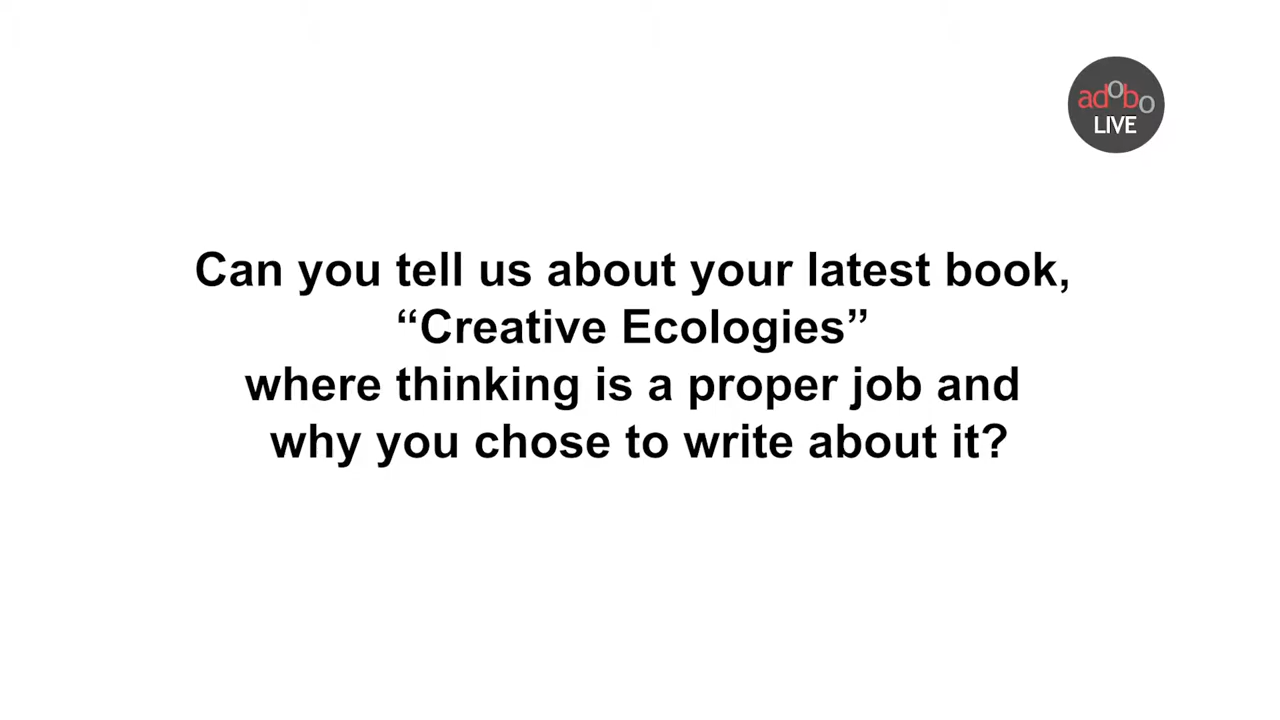 adobo
LIVE
Can you tell us about your latest book,
“Creative Ecologies”
where thinking is a proper job and
why you chose to write about it?